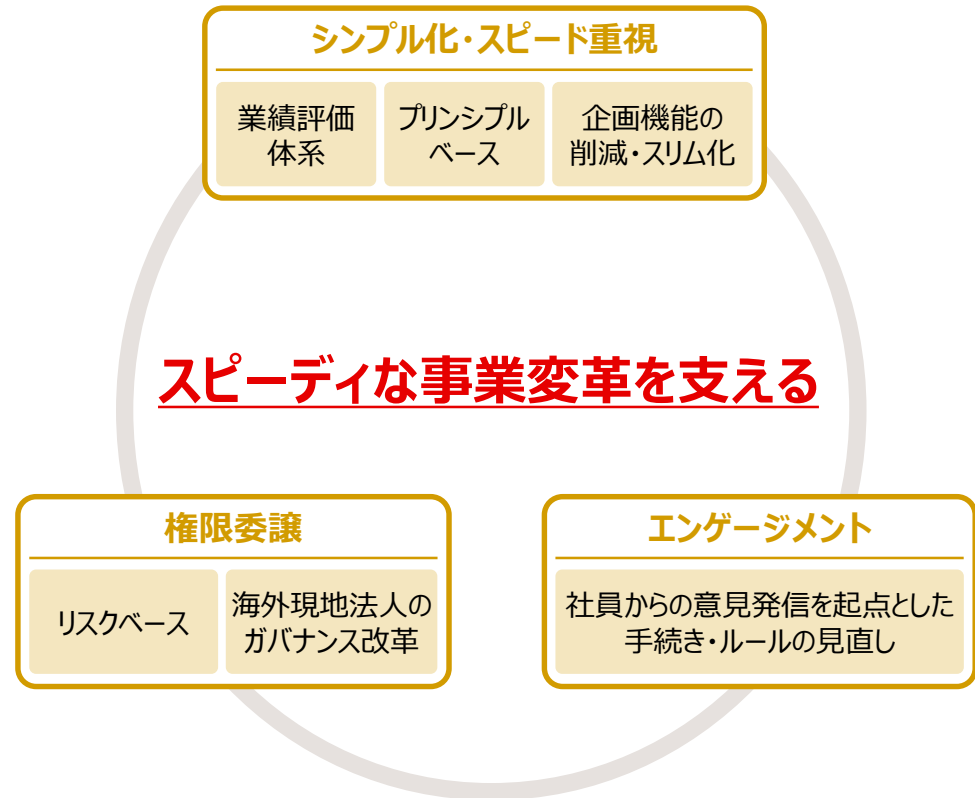 シンプル化・スピード重視
業績評価
体系
プリンシプル
ベース
企画機能の
削減・スリム化
スピーディな事業変革を支える
権限委譲
リスクベース
海外現地法人の
ガバナンス改革
エンゲージメント
社員からの意見発信を起点とした
手続き・ルールの見直し